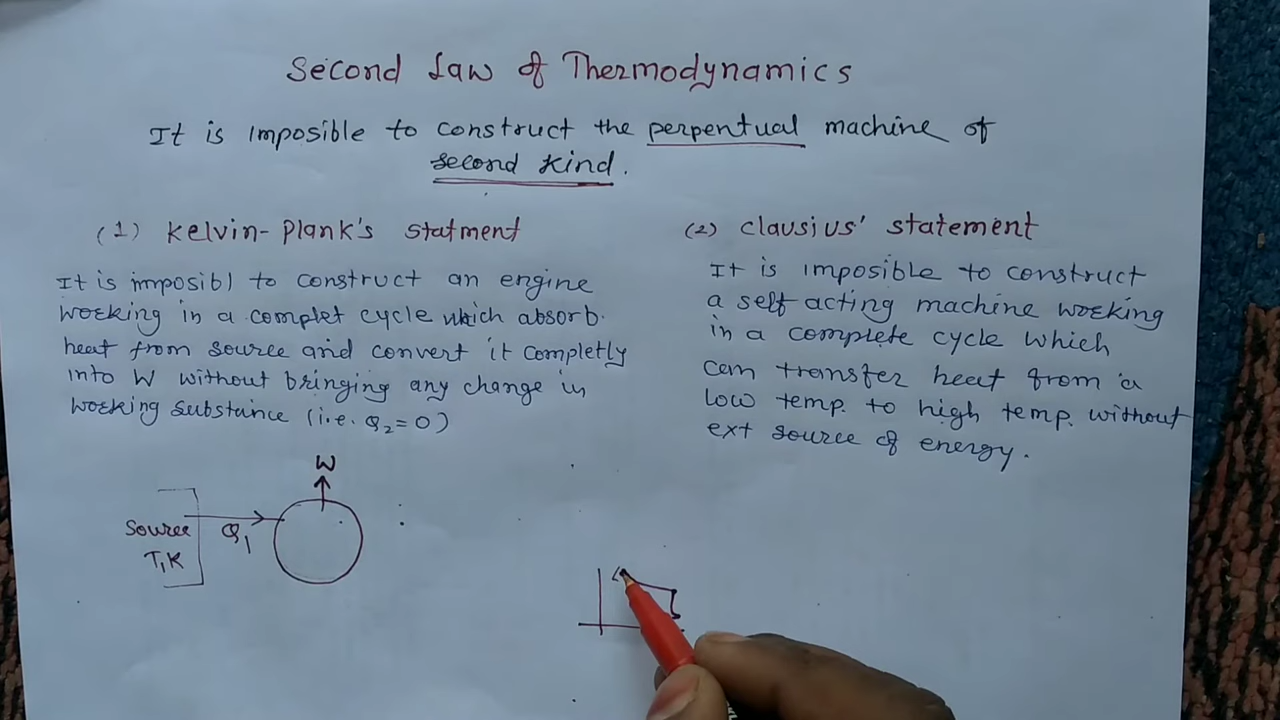 Second Law of Thermodynamics
It is imposible to construct the perpentual machine of
second kind.
(1) Kelvin-Plank's statment
It is imposibl to construct an engine
working in a complet cycle which absorb
heat from source and convert it completly
into W without bringing any change in
working substance (i.e. Q₂=0)
(2) Clausius' statement
It is imposible to construct
a self acting machine working
in a complete cycle which
can transfer heat from a
low temp. to high temp. without
ext source of energy.
W
Source
Q₁
T₁K